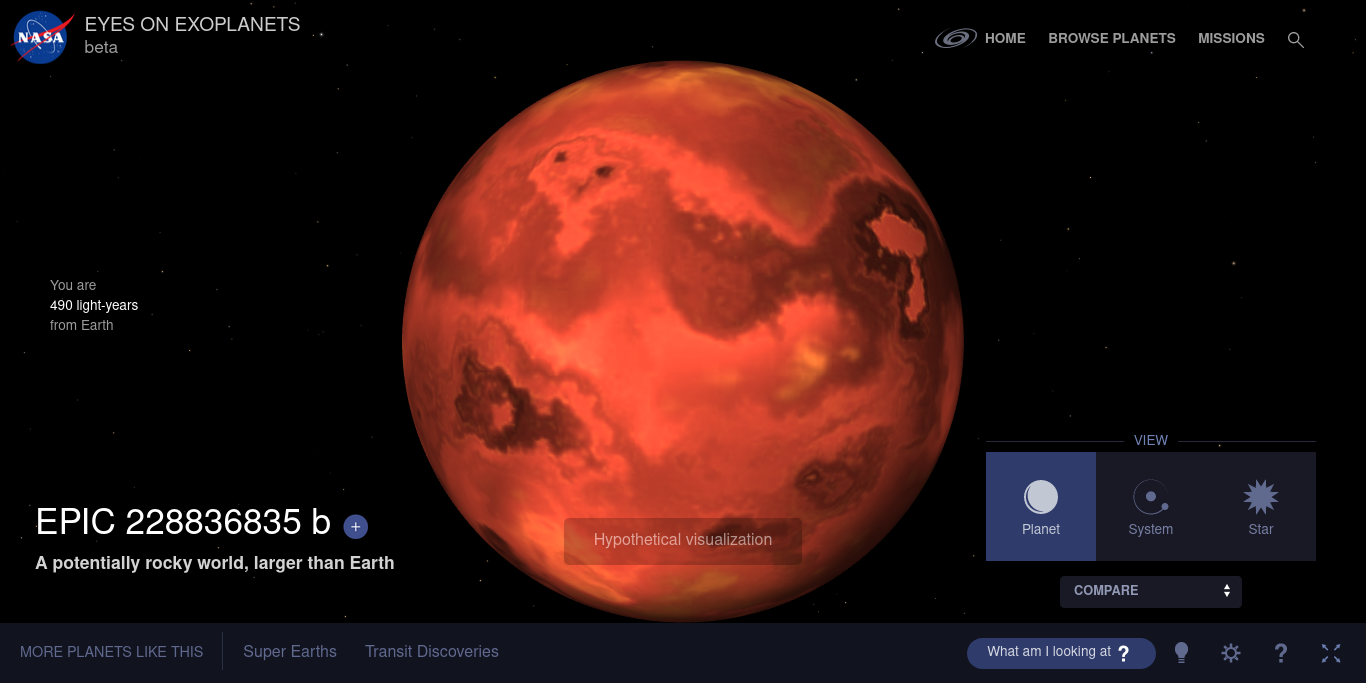 NASA
EYES ON EXOPLANETS
beta
HOME
BROWSE PLANETS
MISSIONS
You are
490 light-years
from Earth
VIEW
Planet
System
Star
COMPARE
EPIC 228836835 b +
A potentially rocky world, larger than Earth
Hypothetical visualization
MORE PLANETS LIKE THIS
Super Earths
Transit Discoveries
What am I looking at ?
?